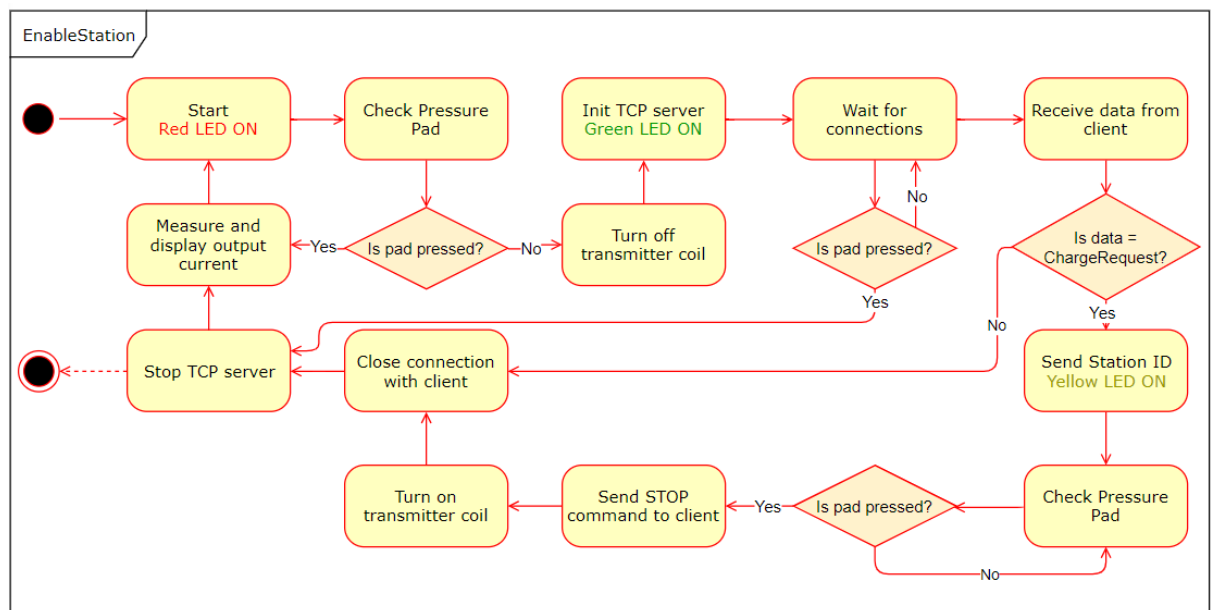 EnableStation
Start
Red LED ON
Check Pressure
Pad
Init TCP server
Green LED ON
Wait for
connections
Receive data from
client
No
Measure and
display output
current
Yes
Is pad pressed?
No
Turn off
transmitter coil
Is pad pressed?
Is data =
ChargeRequest?
Yes
Yes
No
Stop TCP server
Close connection
with client
Send Station ID
Yellow LED ON
Turn on
transmitter coil
Send STOP
command to client
Yes
Is pad pressed?
Check Pressure
Pad
No